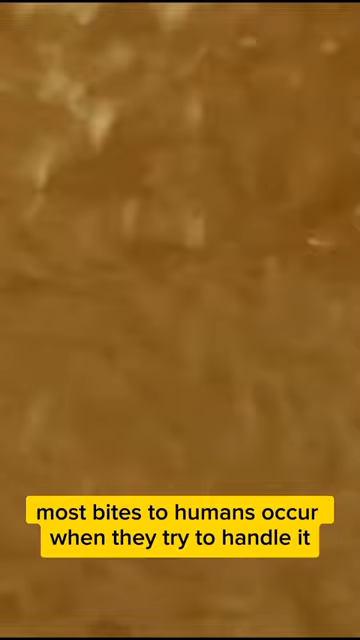 most bites to humans occur
when they try to handle it